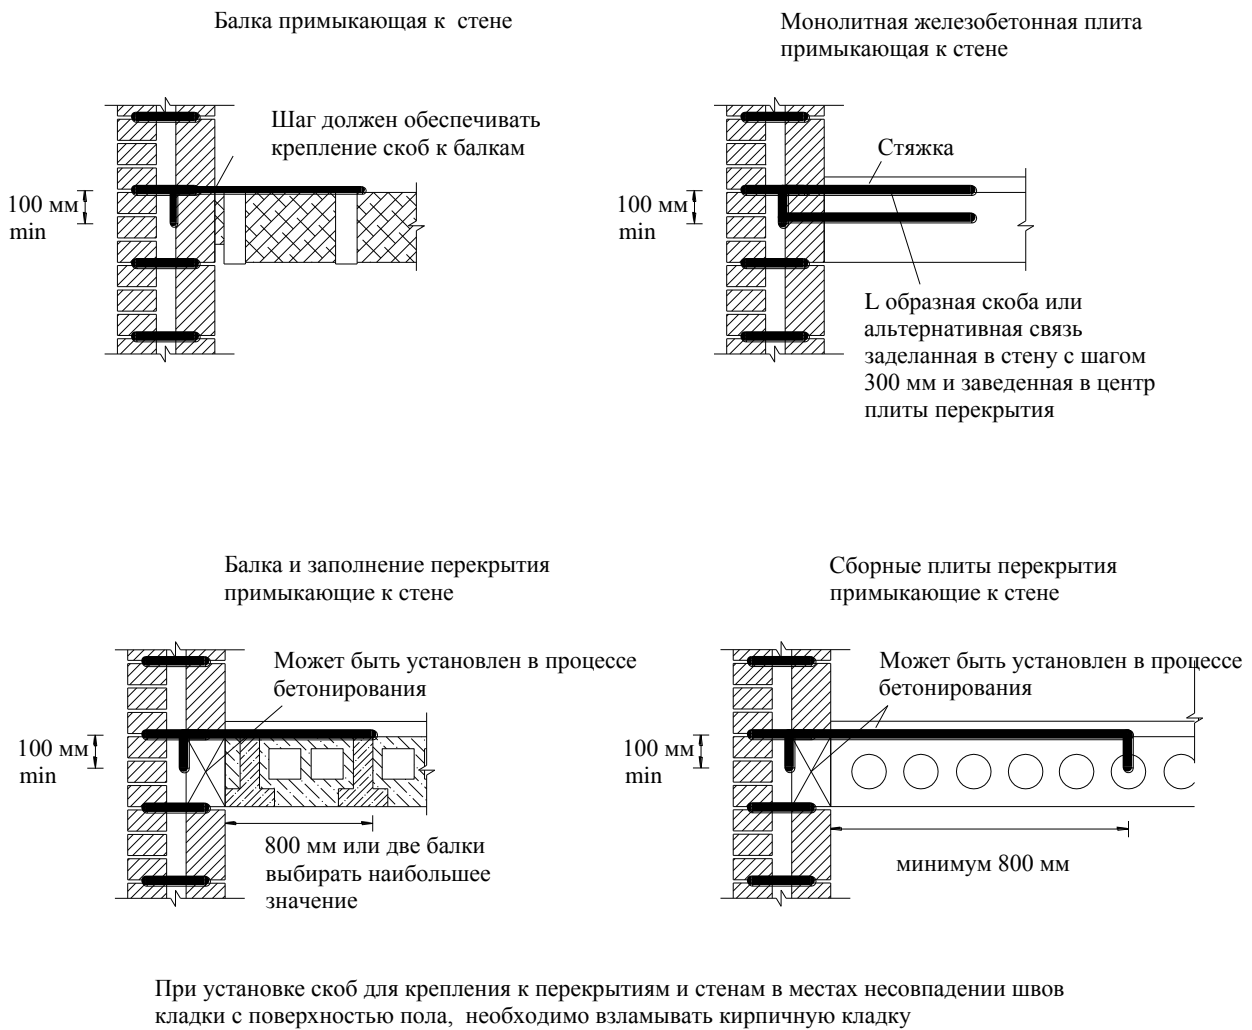 Балка примыкающая к стене
Шаг должен обеспечивать
крепление скоб к балкам
100 мм
min
Монолитная железобетонная плита
примыкающая к стене
Стяжка
100 мм
min
L образная скоба или
альтернативная связь
заделанная в стену с шагом
300 мм и заведенная в центр
плиты перекрытия
Балка и заполнение перекрытия
примыкающие к стене
Может быть установлен в процессе
бетонирования
100 мм
min
800 мм или две балки
выбирать наибольшее
значение
Сборные плиты перекрытия
примыкающие к стене
Может быть установлен в процессе
бетонирования
100 мм
min
минимум 800 мм
При установке скоб для крепления к перекрытиям и стенам в местах несовпадении швов
кладки с поверхностью пола, необходимо взламывать кирпичную кладку